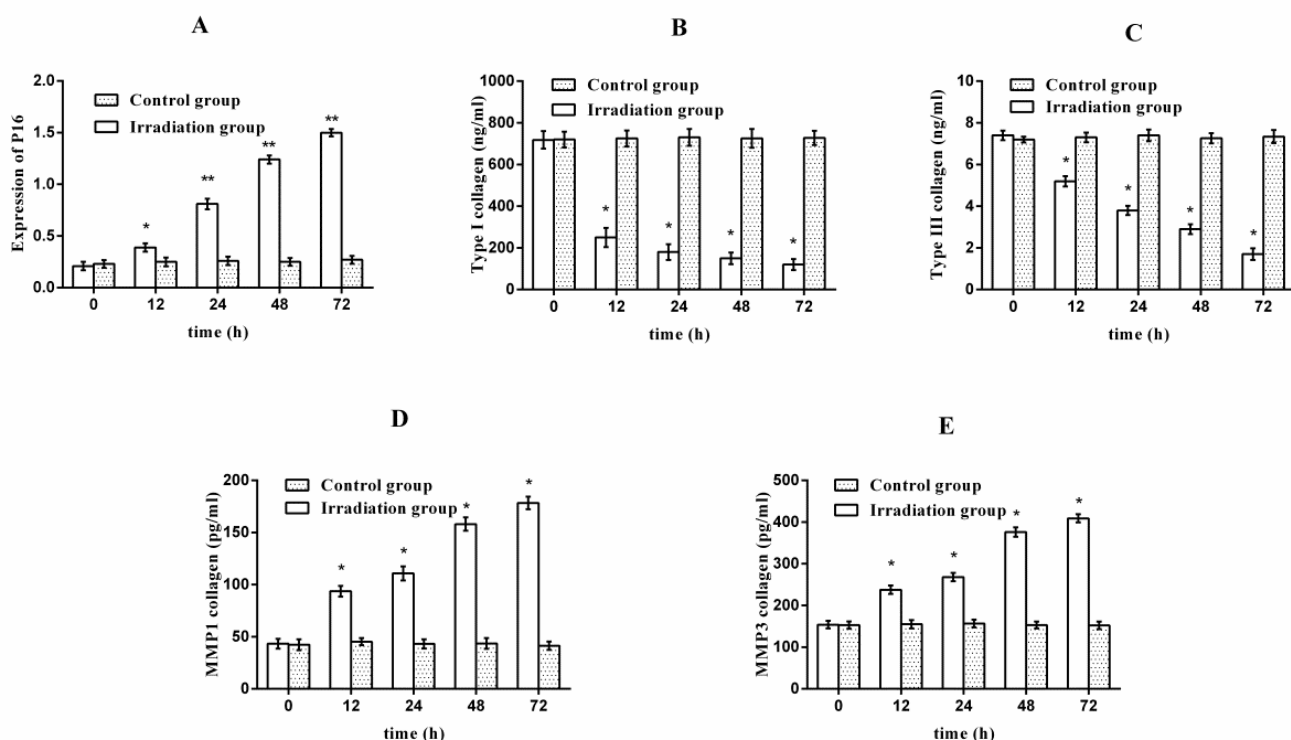 A
Expression of P16
2.0
1.5
1.0
0.5
0.0
Control group
Irradiation group
*
**
**
**
0 12 24 48 72
time (h)
B
Type I collagen (ng/ml)
1000
800
600
400
200
0
Control group
Irradiation group
*
*
*
*
0 12 24 48 72
time (h)
C
Type III collagen (ng/ml)
10
8
6
4
2
0
Control group
Irradiation group
*
*
*
*
0 12 24 48 72
time (h)
D
MMP1 collagen (pg/ml)
200
150
100
50
0
Control group
Irradiation group
*
*
*
*
0 12 24 48 72
time (h)
E
MMP3 collagen (pg/ml)
500
400
300
200
100
0
Control group
Irradiation group
*
*
*
*
0 12 24 48 72
time (h)